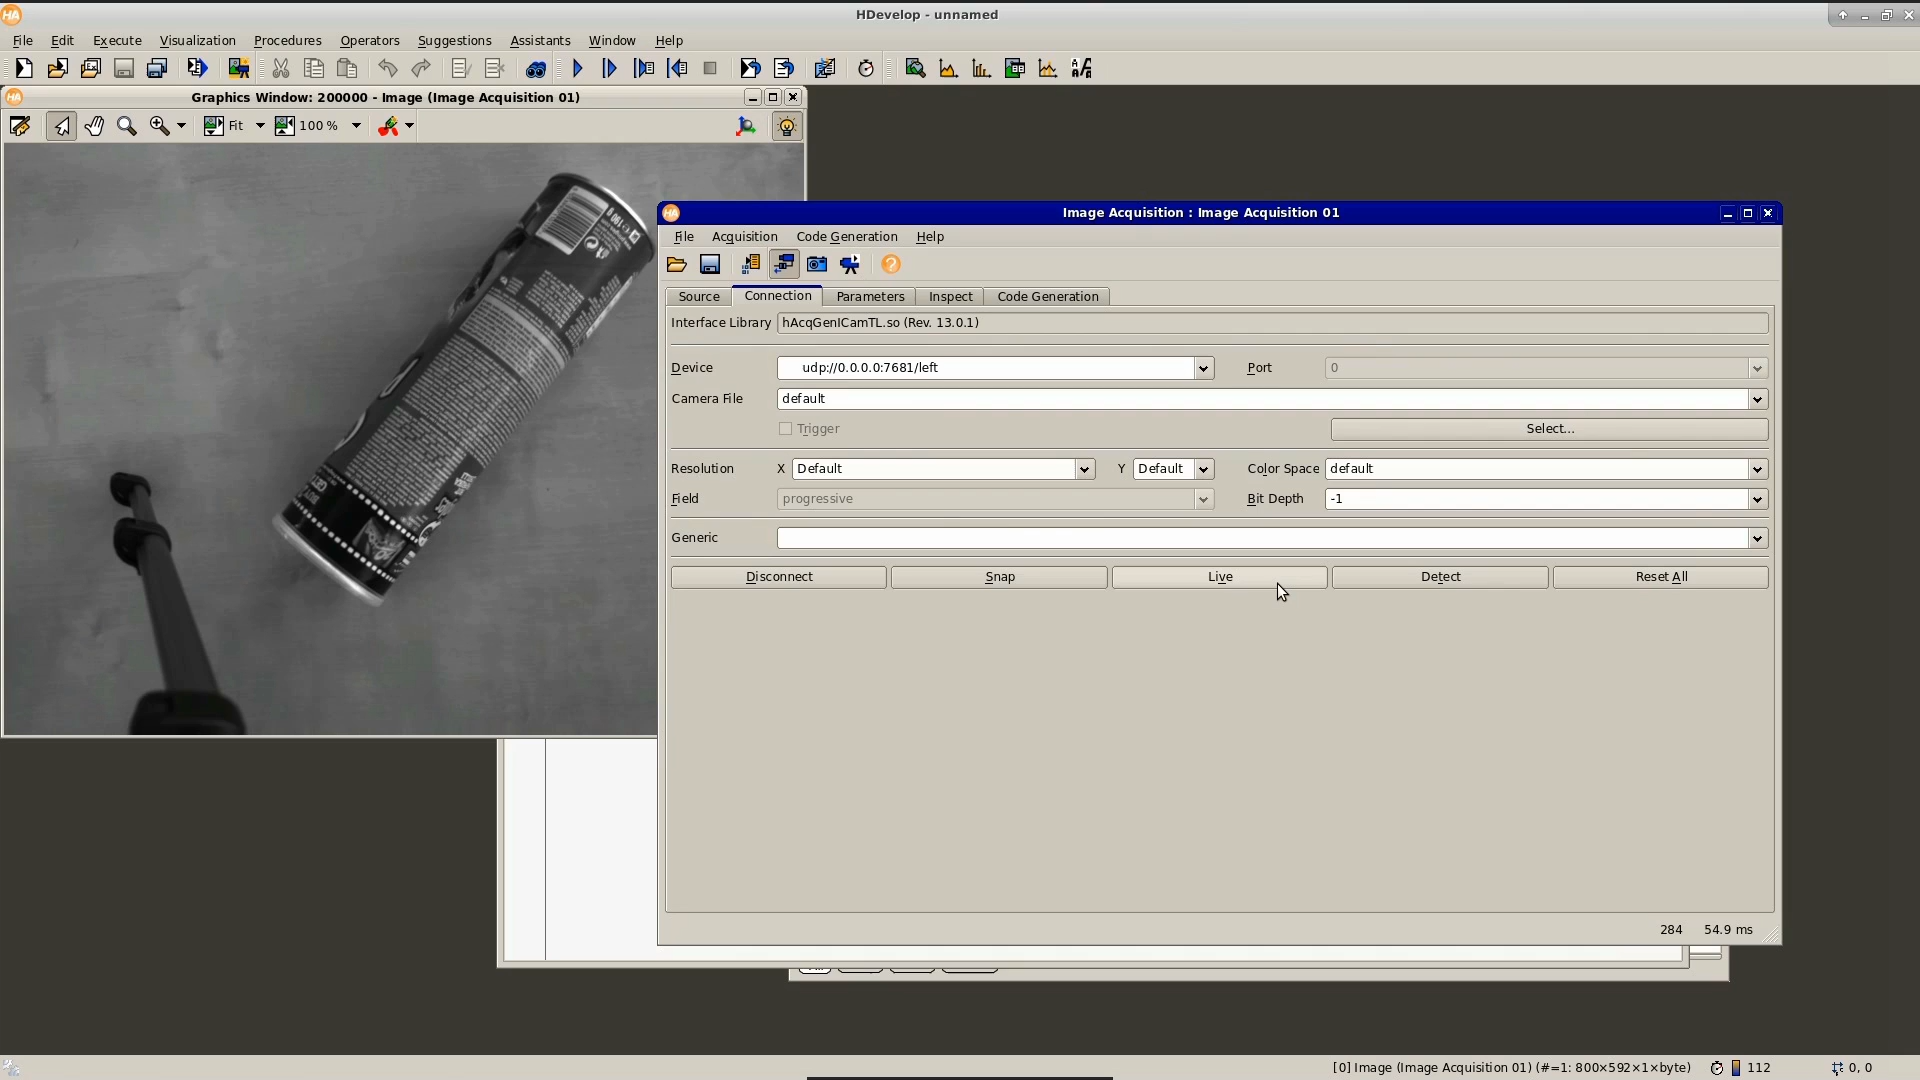 HDevelop - unnamed
File Edit Execute Visualization Procedures Operators Suggestions Assistants Window Help
Graphics Window: 200000 - Image (Image Acquisition 01)
Fit 100 %
190 g
Image Acquisition : Image Acquisition 01
File Acquisition Code Generation Help
Source Connection Parameters Inspect Code Generation
Interface Library hAcqGenICamTL.so (Rev. 13.0.1)
Device udp://0.0.0.0:7681/left Port 0
Camera File default
Trigger Select...
Resolution X Default Y Default Color Space default
Field progressive Bit Depth -1
Generic
Disconnect Snap Live Detect Reset All
284 54.9 ms
[0] Image (Image Acquisition 01) (#=1: 800×592×1×byte) 112 0, 0